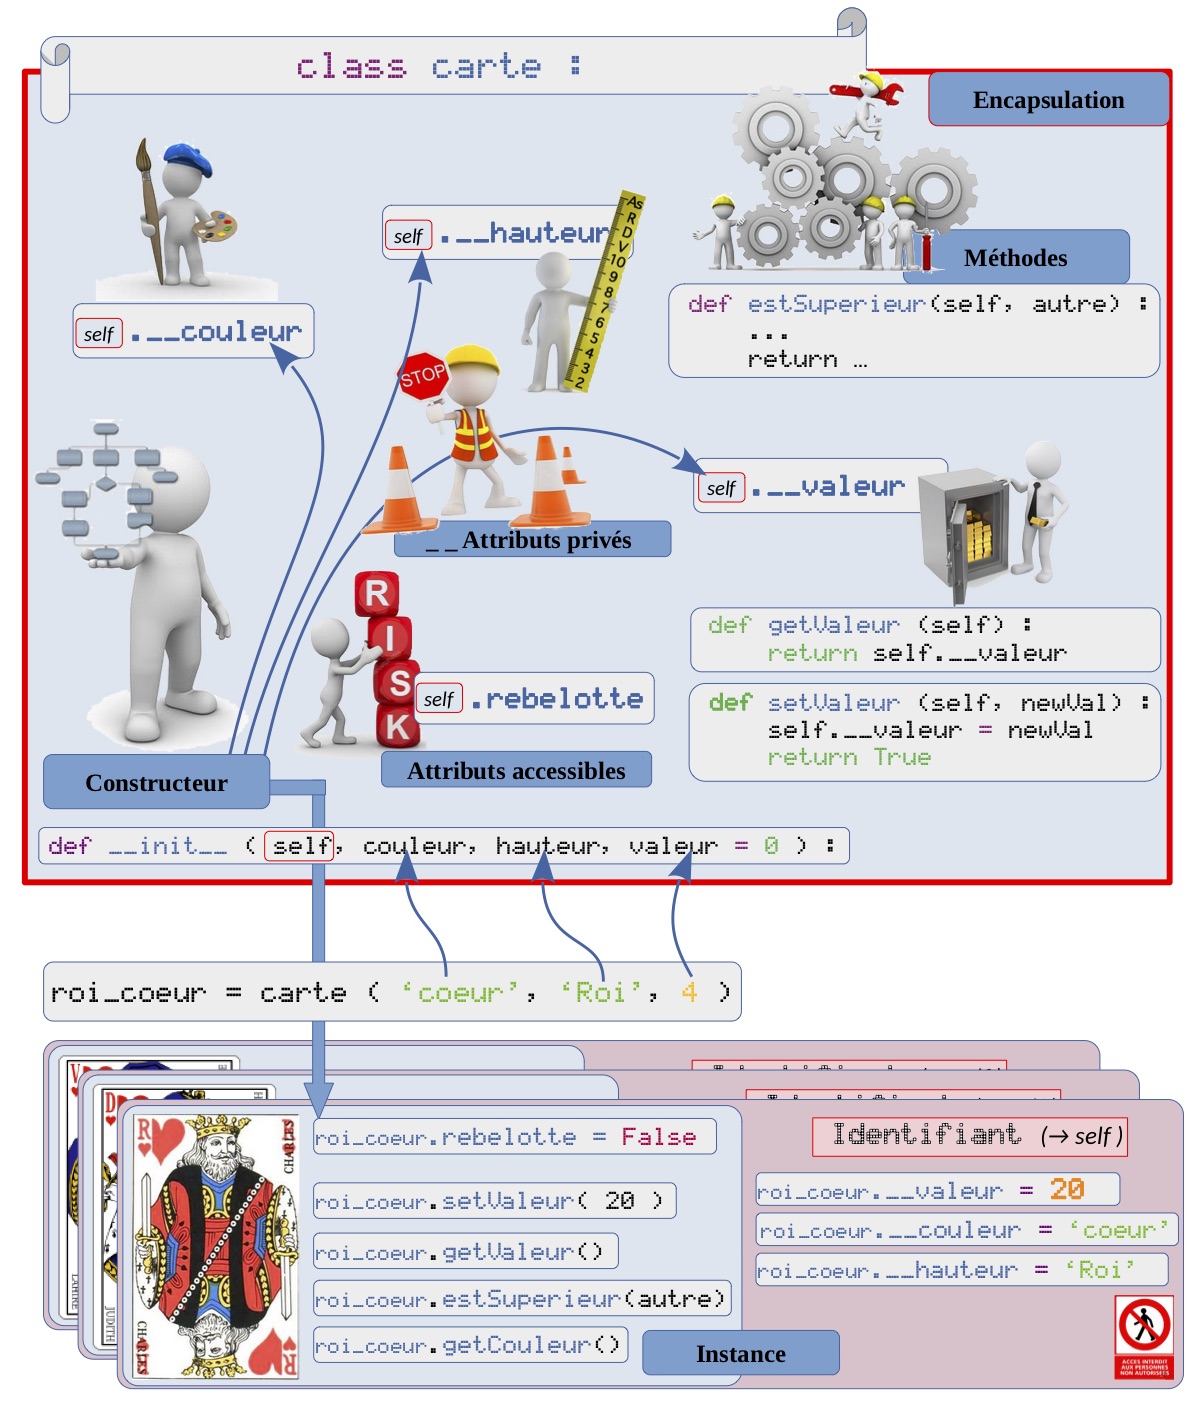 class carte :
Encapsulation
self .__hauteur
As
R
D
V
10
9
8
7
6
5
4
3
2
Méthodes
def estSuperieur(self, autre) :
...
return ...
self .__couleur
STOP
self .__valeur
_ _ Attributs privés
R
I
S
K
def getValeur (self) :
return self.__valeur
self .rebelotte
def setValeur (self, newVal) :
self.__valeur = newVal
return True
Attributs accessibles
Constructeur
def __init__ ( self, couleur, hauteur, valeur = 0 ) :
roi_coeur = carte ( ‘coeur’, ‘Roi’, 4 )
V
D
R
CHARLES
roi_coeur.rebelotte = False
Identifiant (→ self )
roi_coeur.__valeur = 20
roi_coeur.setValeur( 20 )
roi_coeur.__couleur = ‘coeur’
roi_coeur.getValeur()
roi_coeur.__hauteur = ‘Roi’
roi_coeur.estSuperieur(autre)
roi_coeur.getCouleur()
JUDITH
CHARLES
R
Instance
ACCES INTERDIT
AUX PERSONNES
NON AUTORISÉES